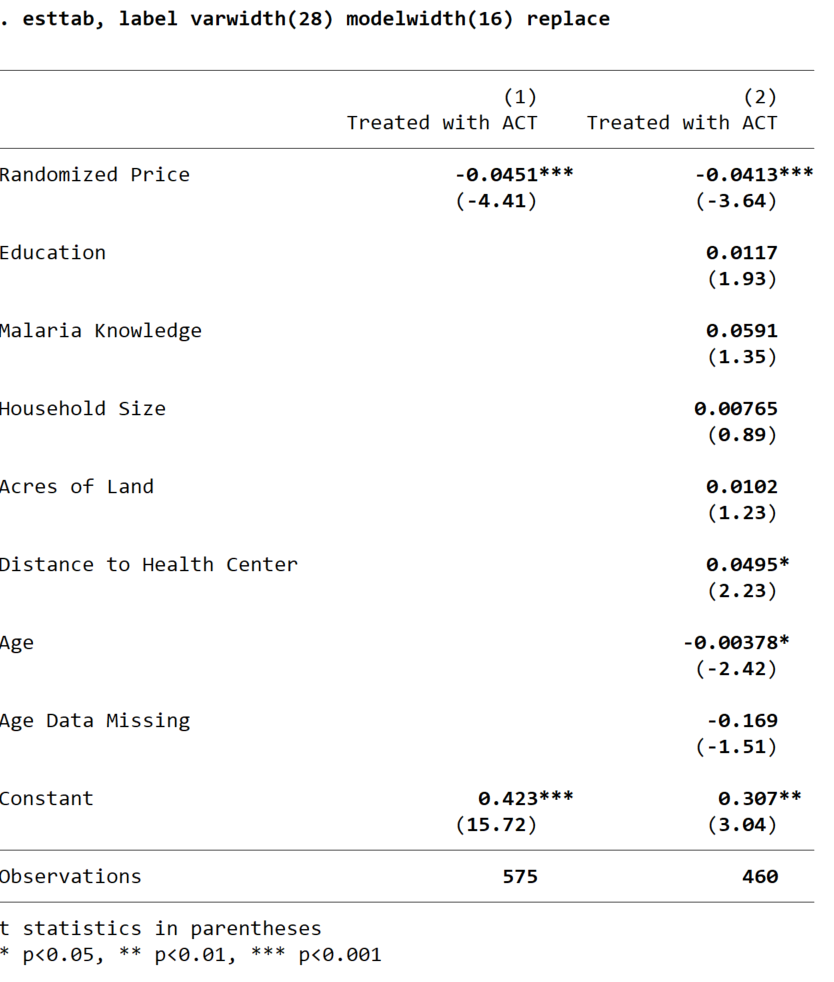 . esttab, label varwidth(28) modelwidth(16) replace
(1) (2)
Treated with ACT Treated with ACT
Randomized Price -0.0451*** -0.0413***
(-4.41) (-3.64)
Education 0.0117
(1.93)
Malaria Knowledge 0.0591
(1.35)
Household Size 0.00765
(0.89)
Acres of Land 0.0102
(1.23)
Distance to Health Center 0.0495*
(2.23)
Age -0.00378*
(-2.42)
Age Data Missing -0.169
(-1.51)
Constant 0.423*** 0.307**
(15.72) (3.04)
Observations 575 460
t statistics in parentheses
* p<0.05, ** p<0.01, *** p<0.001